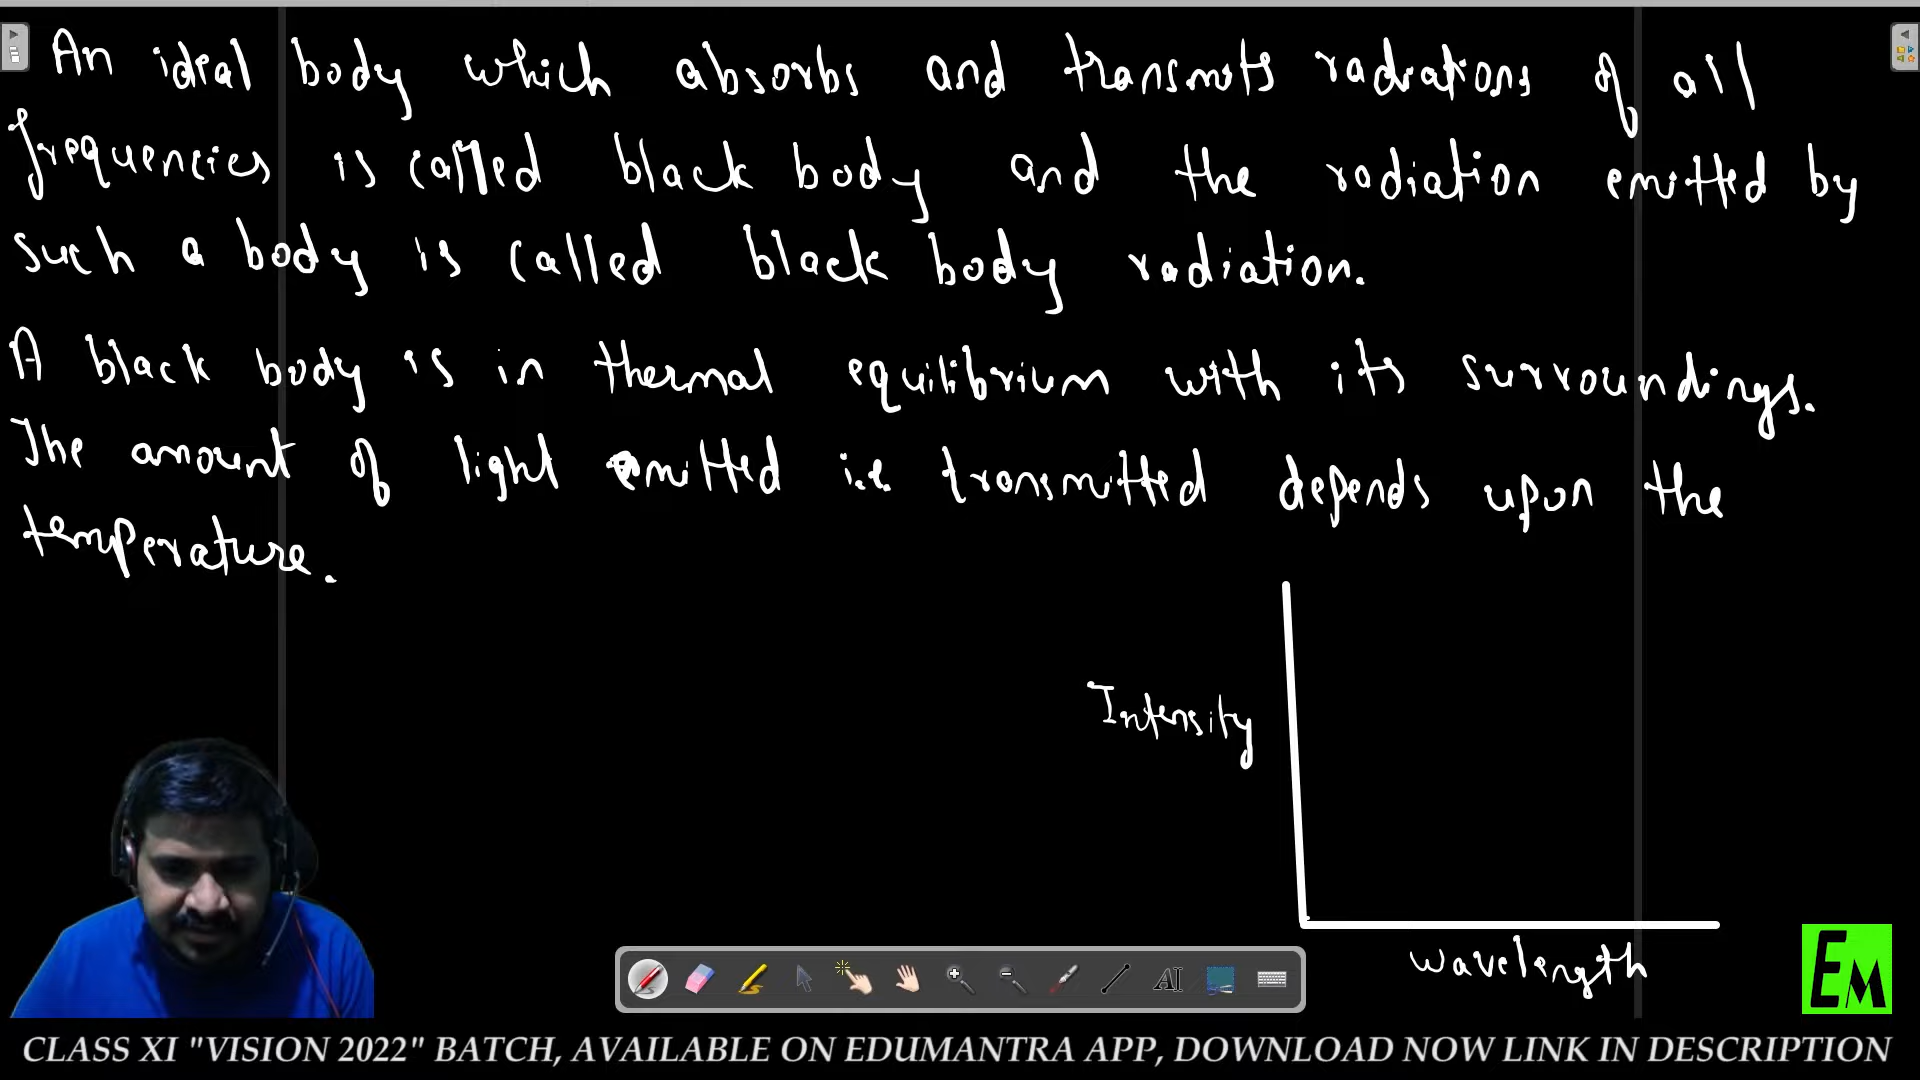 An ideal body which absorbs and transmits radiations of all
frequencies is called black body and the radiation emitted by
such a body is called black body radiation.
A black body is in thermal equilibrium with its surroundings.
The amount of light emitted i.e. transmitted depends upon the
temperature.
Intensity
wavelength
AI
EM
CLASS XI "VISION 2022" BATCH, AVAILABLE ON EDUMANTRA APP, DOWNLOAD NOW LINK IN DESCRIPTION